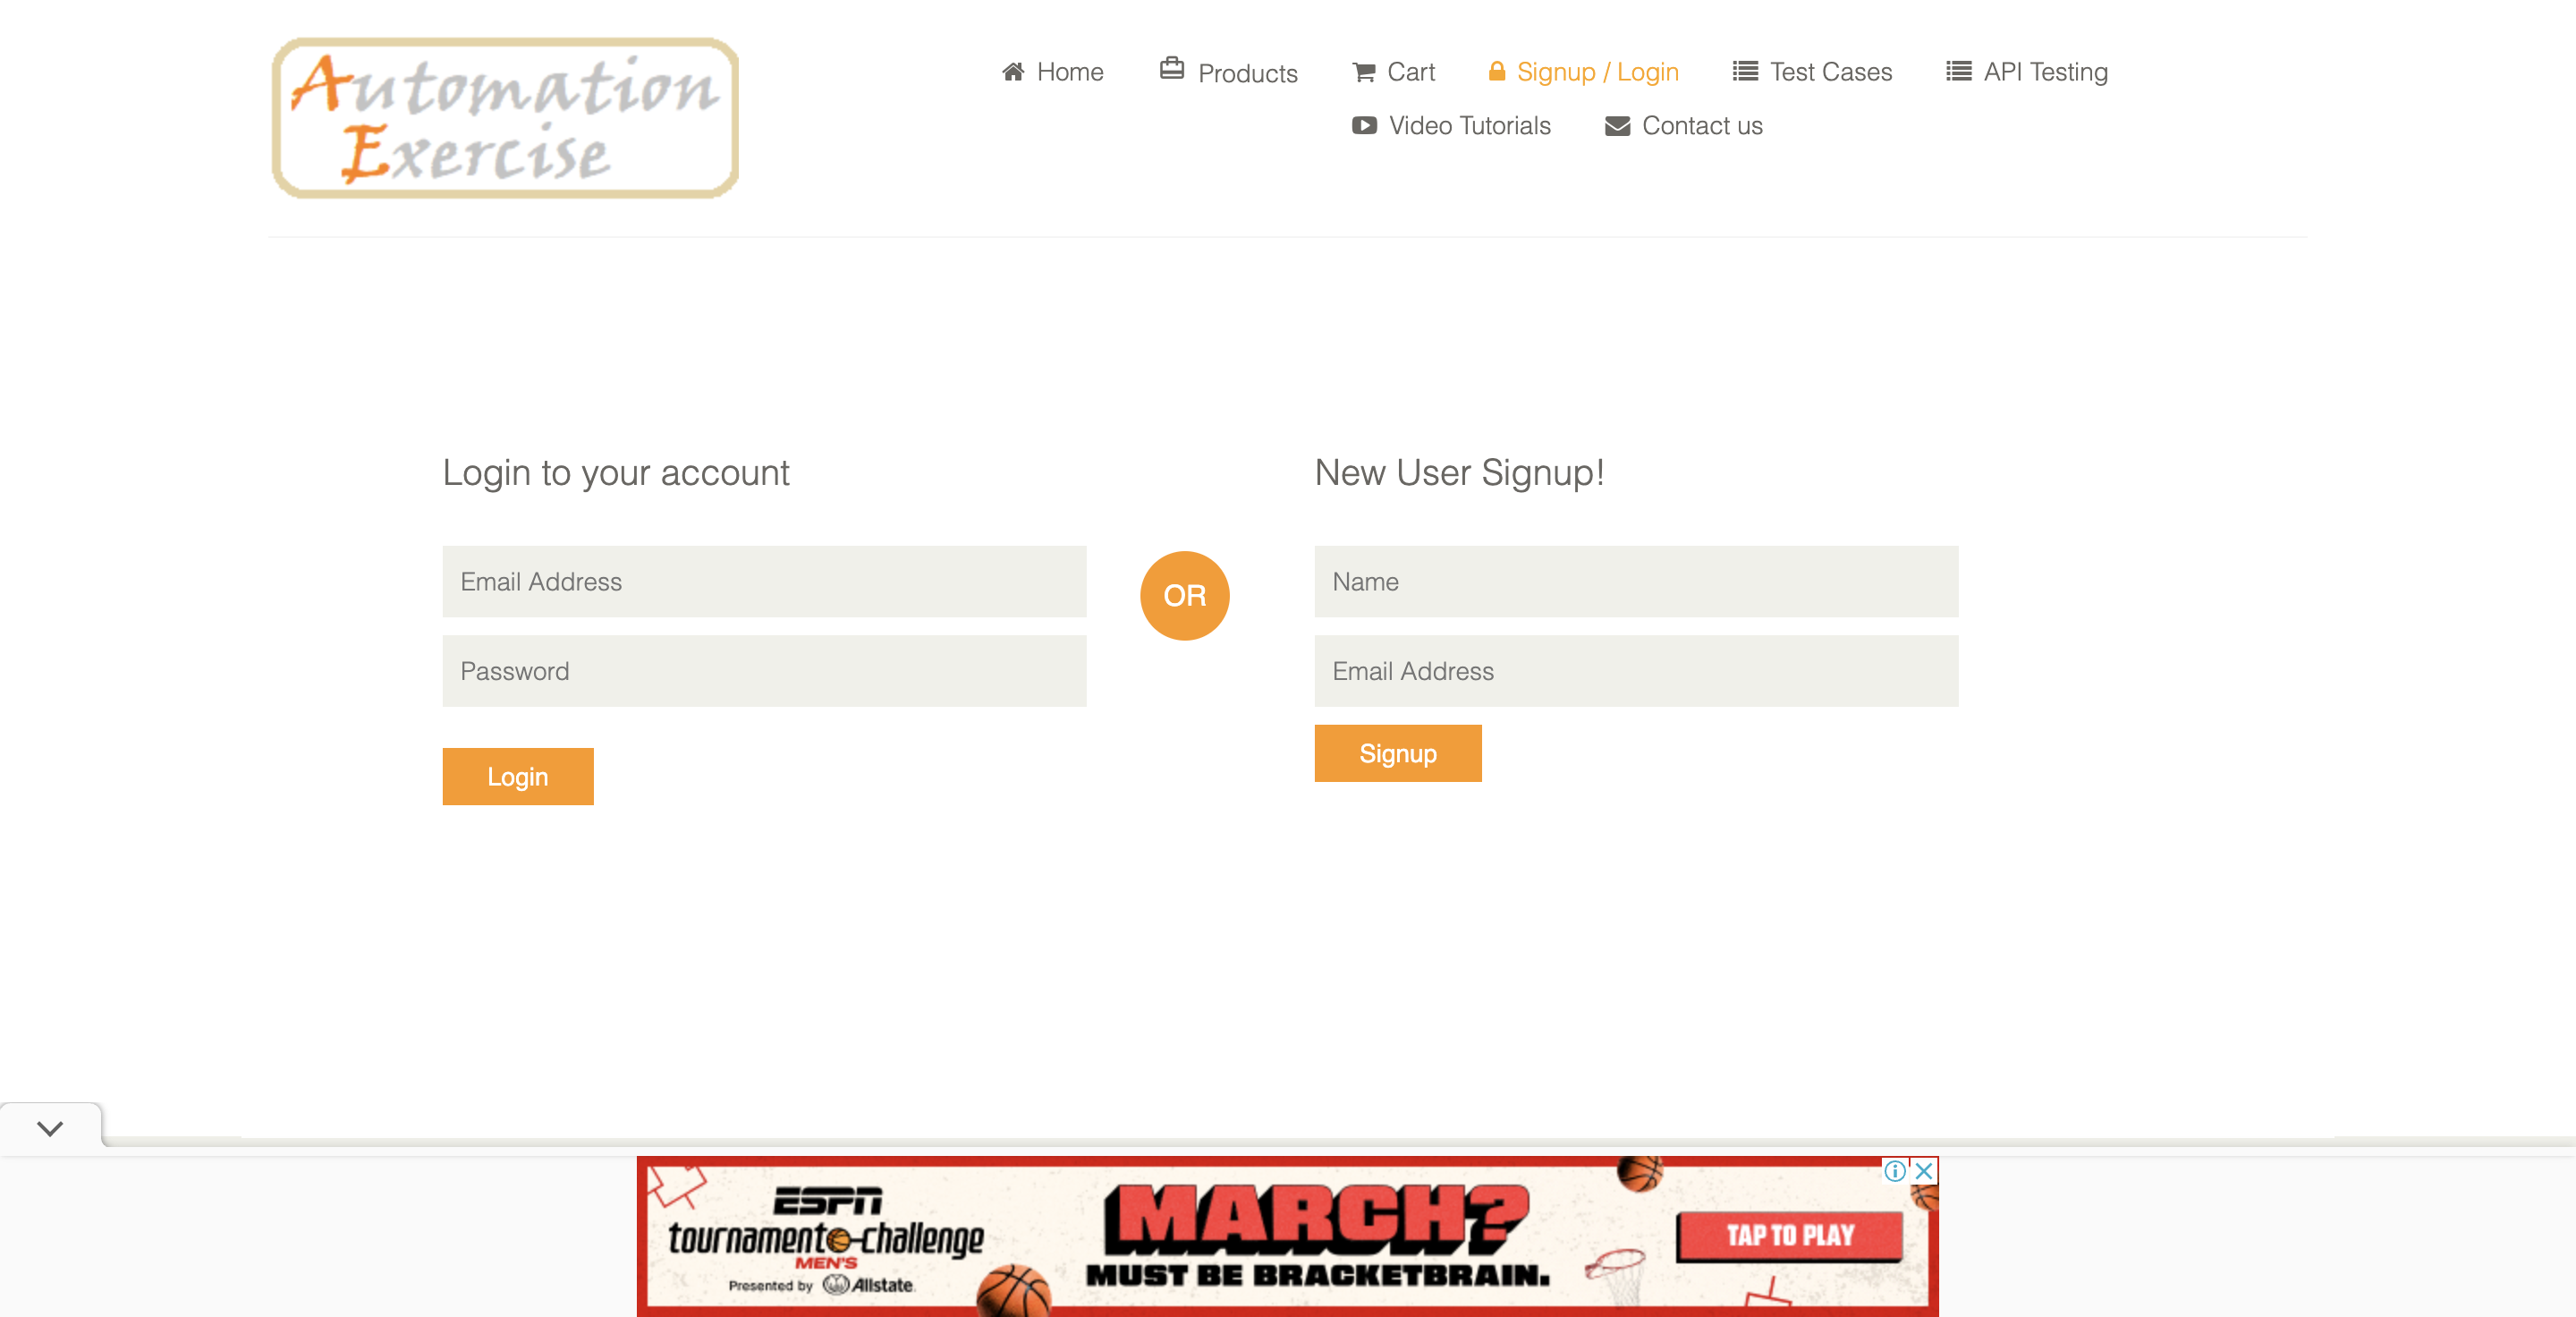 Automation
Exercise
Home
Products
Cart
Signup / Login
Test Cases
API Testing
Video Tutorials
Contact us
Login to your account
Email Address
Password
Login
OR
New User Signup!
Name
Email Address
Signup
ESPN
tournament challenge
MEN'S
Presented by Allstate
MARCH?
MUST BE BRACKETBRAIN.
TAP TO PLAY